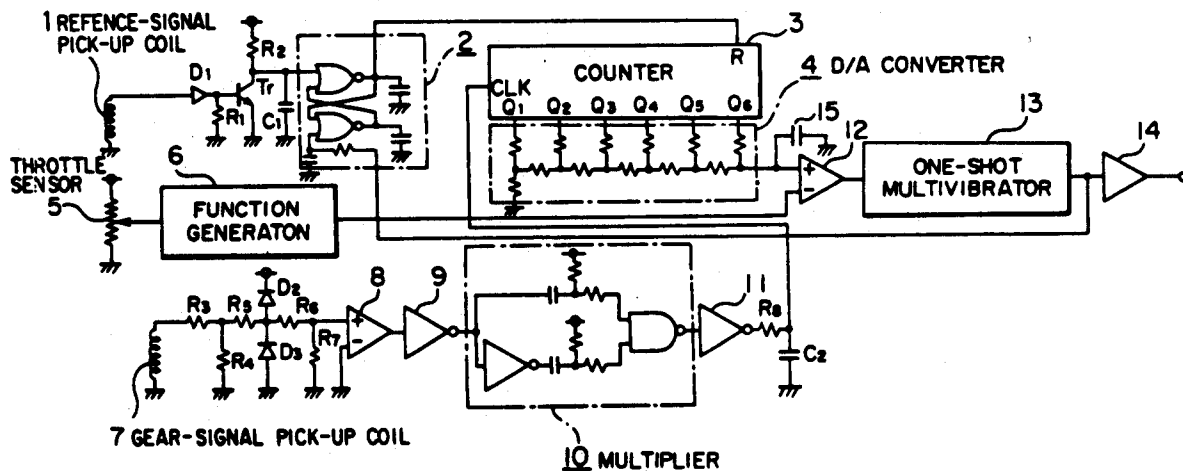 1 REFENCE-SIGNAL
PICK-UP COIL
R2
D1
Tr
R1
C1
2
3
COUNTER
R
CLK
Q1 Q2 Q3 Q4 Q5 Q6
4 D/A CONVERTER
15
12
13
ONE-SHOT
MULTIVIBRATOR
14
+
-
THROTTLE
SENSOR
5
6
FUNCTION
GENERATON
R3
R5
D2
R6
R4
D3
R7
8
+
-
9
11
R8
C2
7 GEAR-SIGNAL PICK-UP COIL
10 MULTIPLIER